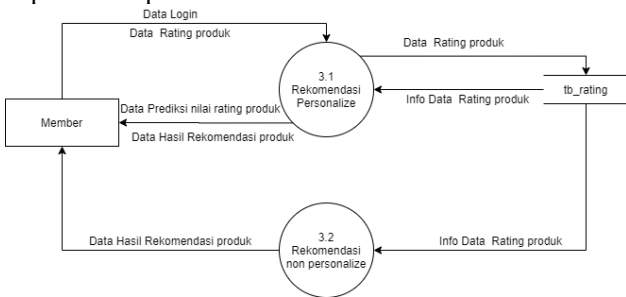 Data Login
Data Rating produk
Data Rating produk
3.1
Rekomendasi
Personalize
Info Data Rating produk
tb_rating
Data Prediksi nilai rating produk
Member
Data Hasil Rekomendasi produk
3.2
Rekomendasi
non personalize
Data Hasil Rekomendasi produk
Info Data Rating produk